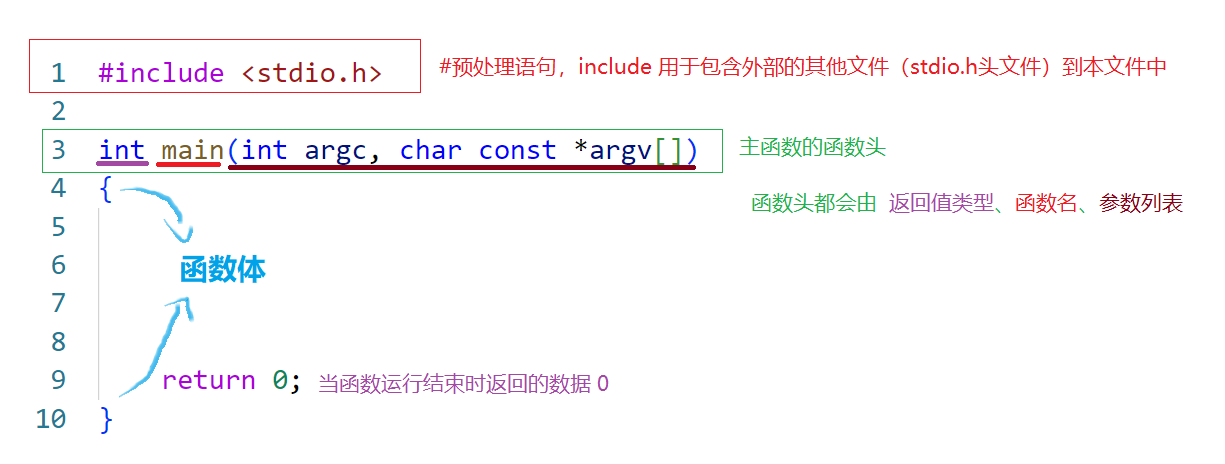 1 #include <stdio.h> #预处理语句，include 用于包含外部的其他文件（stdio.h头文件）到本文件中
2
3 int main(int argc, char const *argv[]) 主函数的函数头
4 {
函数头都会由 返回值类型、函数名、参数列表
5
6 函数体
7
8
9 return 0; 当函数运行结束时返回的数据 0
10 }